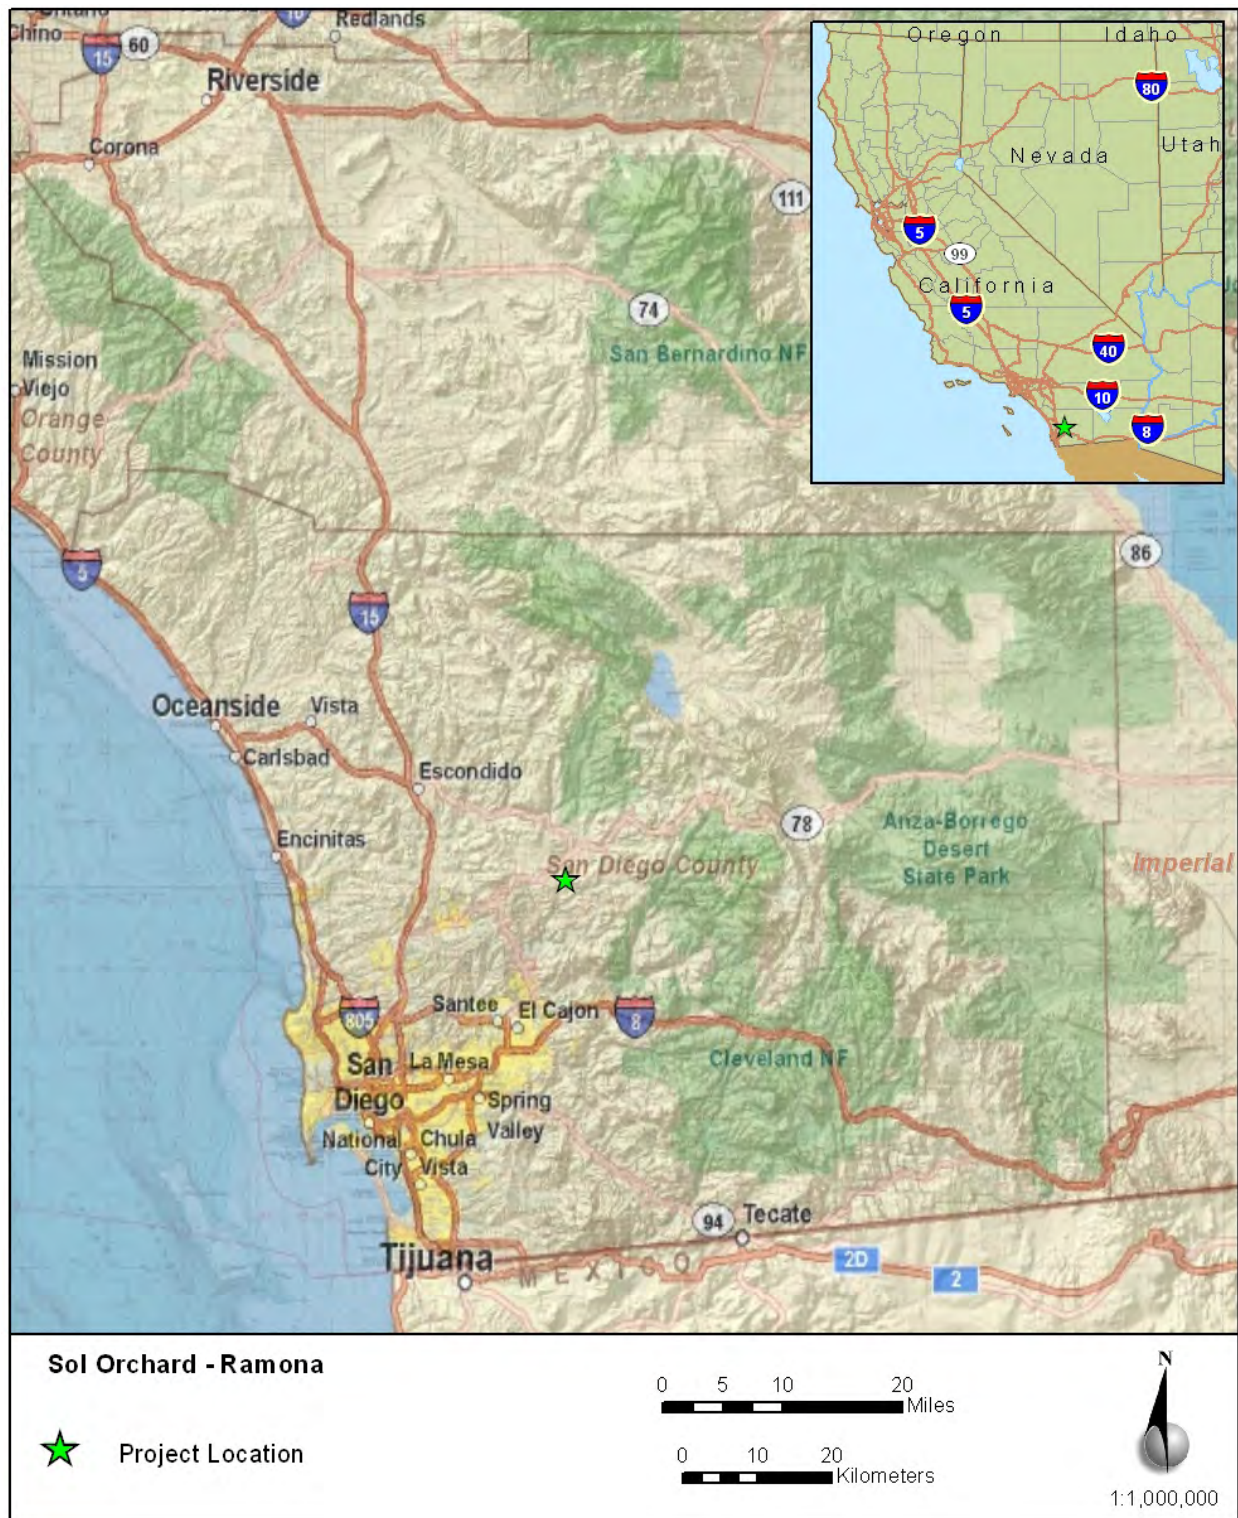 Ontario
10
Redlands
Chino
15
60
Riverside
Corona
111
74
San Bernardino NF
Mission
Viejo
Orange
County
5
15
86
Oceanside
Vista
Carlsbad
Escondido
Encinitas
78
Anza-Borrego
Desert
State Park
San Diego County
Imperial
805
Santee
El Cajon
8
San
Diego
La Mesa
Cleveland NF
Spring
Valley
National
City
Chula
Vista
94
Tecate
Tijuana
MEXICO
2D
2
Oregon
Idaho
80
Nevada
Utah
5
99
California
5
40
10
8
Sol Orchard - Ramona
Project Location
0 5 10 20
Miles
0 10 20
Kilometers
N
1:1,000,000